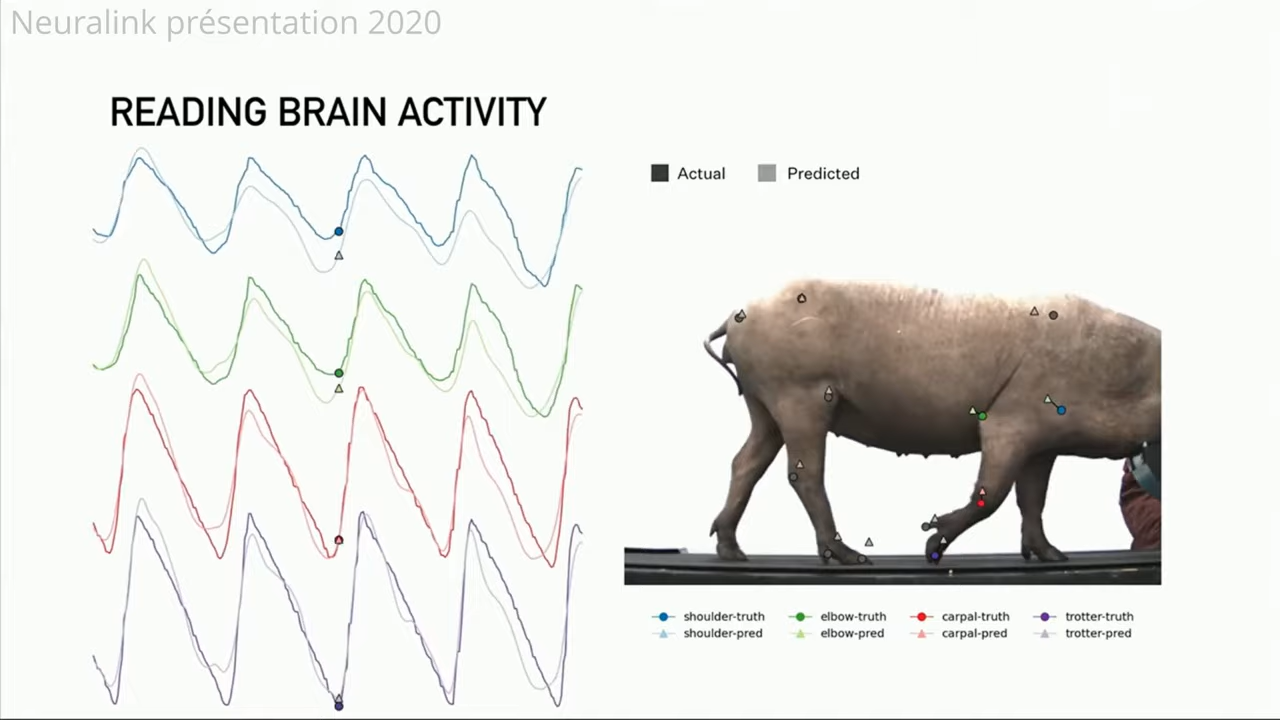 Neuralink présentation 2020
READING BRAIN ACTIVITY
Actual
Predicted
shoulder-truth
elbow-truth
carpal-truth
trotter-truth
shoulder-pred
elbow-pred
carpal-pred
trotter-pred